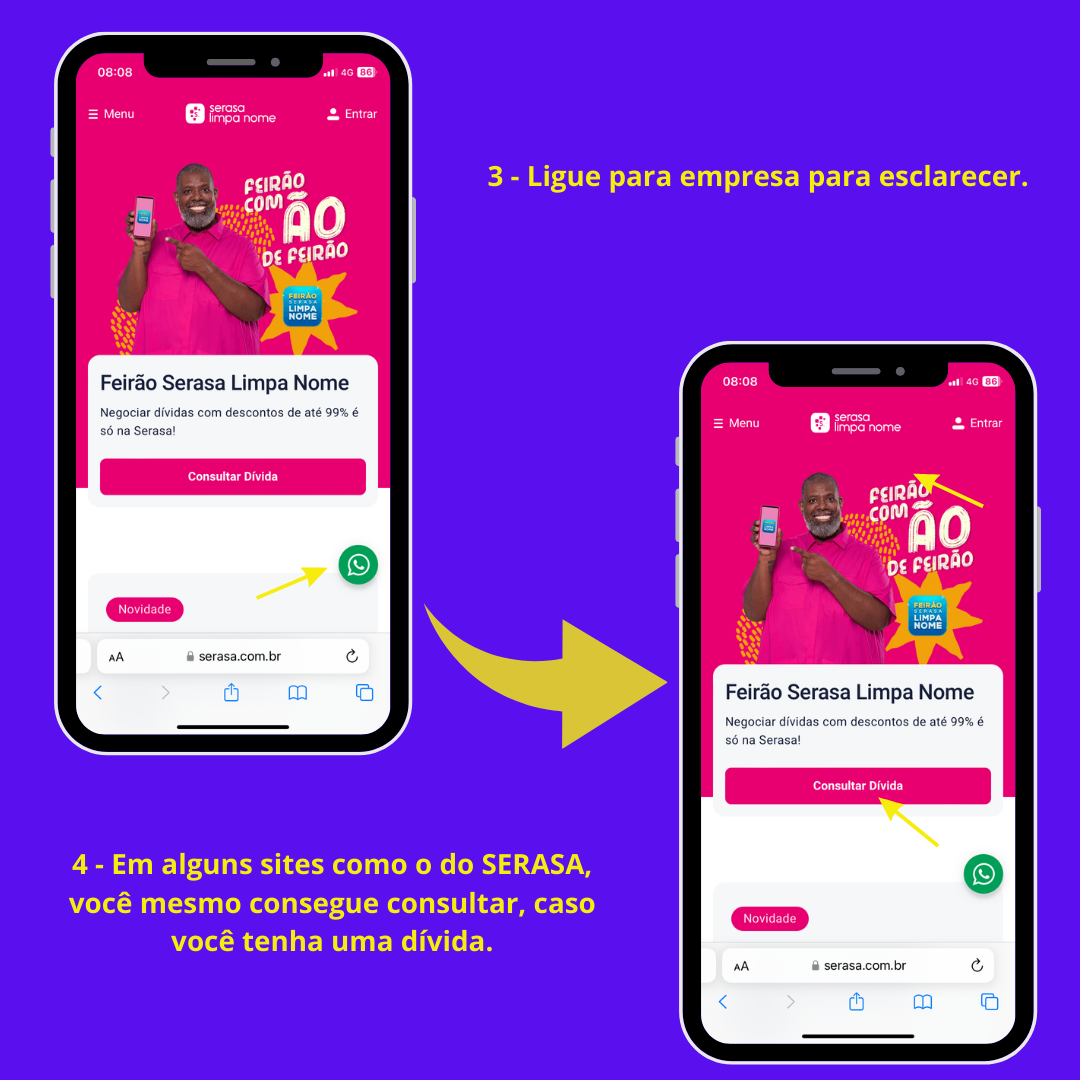 08:08
4G 86
Menu
serasa
limpa nome
Entrar
FEIRÃO
COM
ÃO
DE FEIRÃO
FEIRÃO
SERASA
LIMPA
NOME
Feirão Serasa Limpa Nome
Negociar dívidas com descontos de até 99% é
só na Serasa!
Consultar Dívida
Novidade
AA
serasa.com.br
3 - Ligue para empresa para esclarecer.
08:08
4G 86
Menu
serasa
limpa nome
Entrar
FEIRÃO
COM
ÃO
DE FEIRÃO
FEIRÃO
SERASA
LIMPA
NOME
Feirão Serasa Limpa Nome
Negociar dívidas com descontos de até 99% é
só na Serasa!
Consultar Dívida
Novidade
AA
serasa.com.br
4 - Em alguns sites como o do SERASA,
você mesmo consegue consultar, caso
você tenha uma dívida.